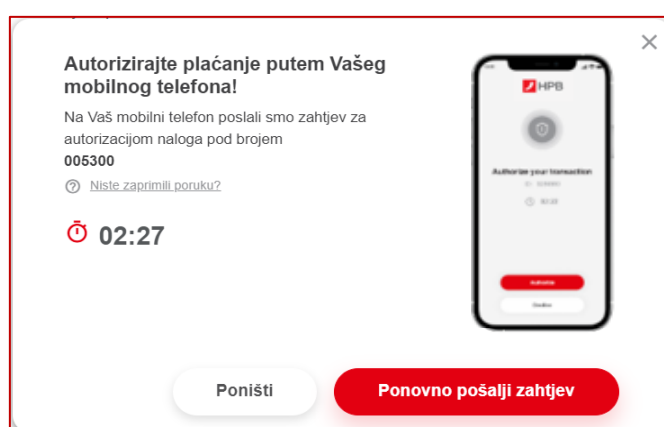 Autorizirajte plaćanje putem Vašeg
mobilnog telefona!
Na Vaš mobilni telefon poslali smo zahtjev za
autorizacijom naloga pod brojem
005300
Niste zaprimili poruku?
02:27
HPB
Authorize your transaction
Authorize
Poništi
Ponovno pošalji zahtjev